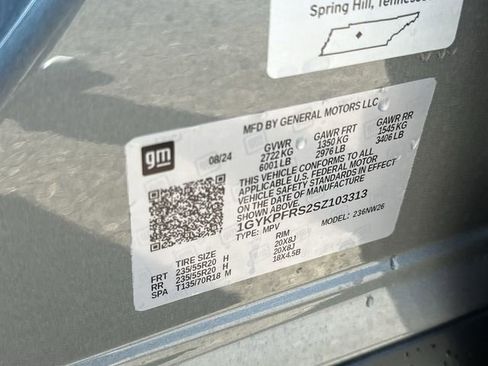 Spring Hill, Tennessee
MFD BY GENERAL MOTORS LLC
gm
08/24
GVWR GAWR FRT GAWR RR
2722 KG 1350 KG 1545 KG
6001 LB 2976 LB 3406 LB
THIS VEHICLE CONFORMS TO ALL
APPLICABLE U.S. FEDERAL MOTOR
VEHICLE SAFETY STANDARDS IN EFFECT
ON THE DATE OF MANUFACTURE
SHOWN ABOVE.
1GYKPFRS2SZ103313
TYPE: MPV MODEL: 236NW26
TIRE SIZE RIM
FRT 235/55R20 H 20X8J
RR 235/55R20 H 20X8J
SPA T135/70R18 M 18X4.5B